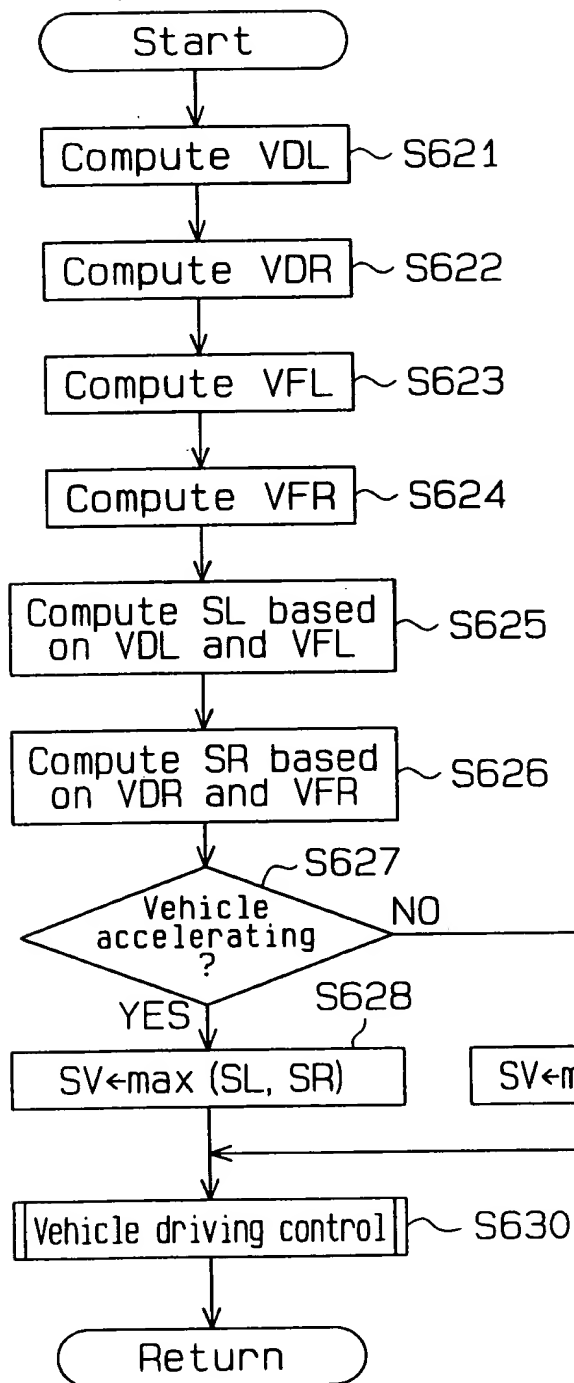 Start
Compute VDL
S621
Compute VDR
S622
Compute VFL
S623
Compute VFR
S624
Compute SL based
on VDL and VFL
S625
Compute SR based
on VDR and VFR
S626
S627
Vehicle
accelerating
?
NO
YES
S628
SV←max (SL, SR)
SV←m
Vehicle driving control
S630
Return